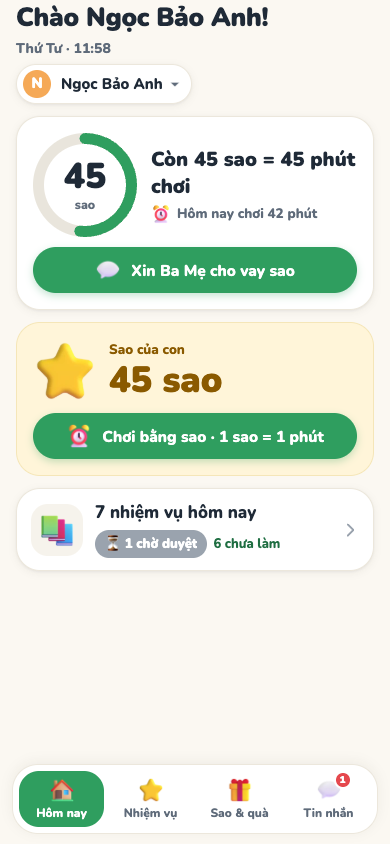 Chào Ngọc Bảo Anh!
Thứ Tư · 11:58
N Ngọc Bảo Anh
45
sao
Còn 45 sao = 45 phút
chơi
Hôm nay chơi 42 phút
Xin Ba Mẹ cho vay sao
Sao của con
45 sao
Chơi bằng sao · 1 sao = 1 phút
7 nhiệm vụ hôm nay
1 chờ duyệt 6 chưa làm
1
Hôm nay Nhiệm vụ Sao & quà Tin nhắn